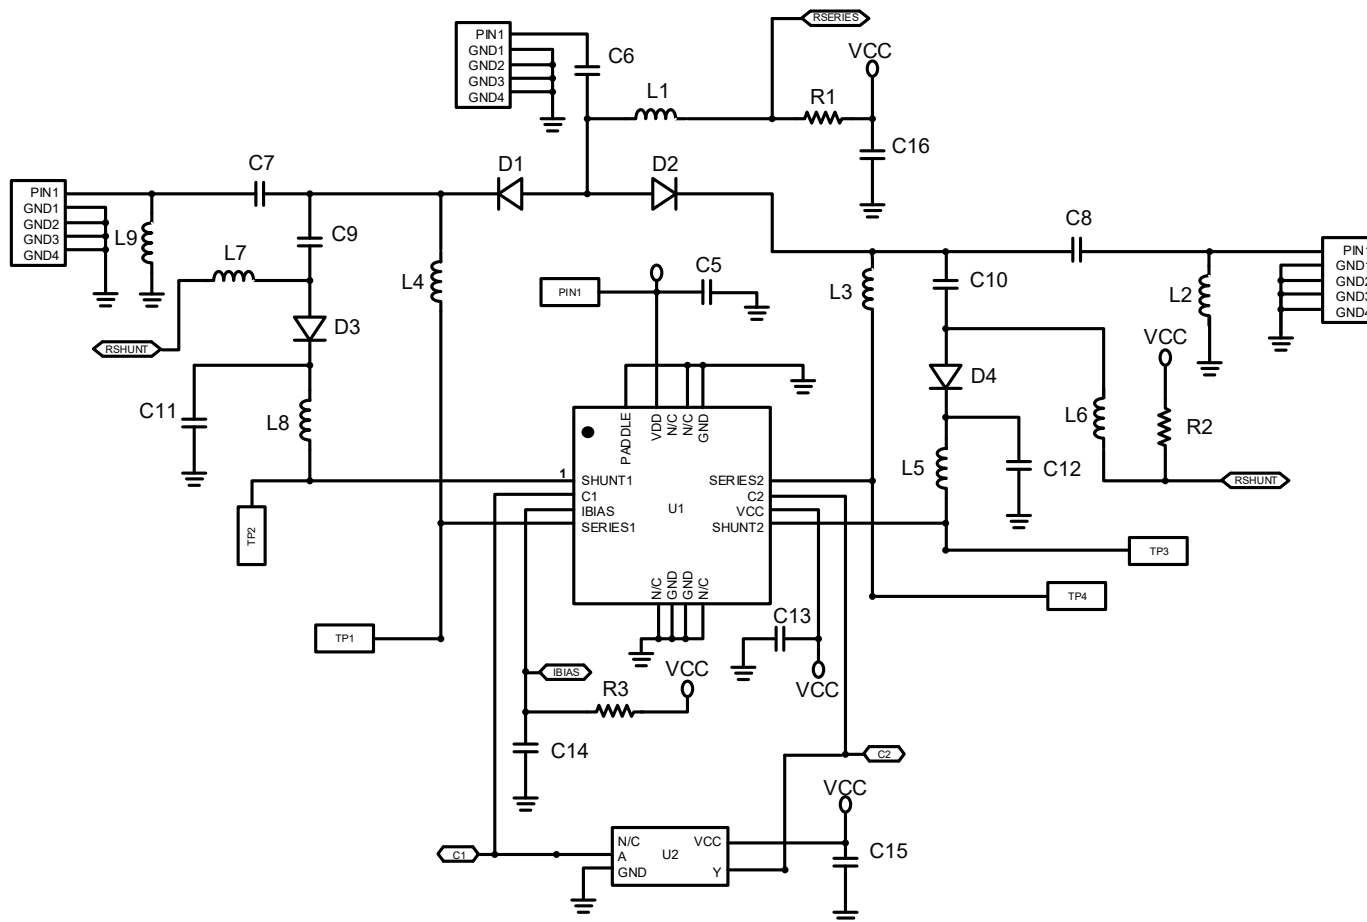 RSERIES
PIN1
GND1
GND2
GND3
GND4
C6
VCC
L1
R1
C16
C7
D1
D2
PIN1
GND1
GND2
GND3
GND4
L9
C9
L7
L4
C8
PIN1
GND1
GND2
GND3
GND4
C5
PIN1
L3
C10
L2
D3
RSHUNT
VCC
D4
C11
L8
L6
R2
PADDLE
VDD
N/C
N/C
GND
L5
C12
1
SHUNT1
C1
IBIAS
SERIES1
U1
SERIES2
C2
VCC
SHUNT2
RSHUNT
TP2
TP3
N/C
GND
GND
N/C
TP4
C13
TP1
IBIAS
VCC
VCC
R3
C14
C2
VCC
C1
N/C
A
GND
U2
VCC
Y
C15